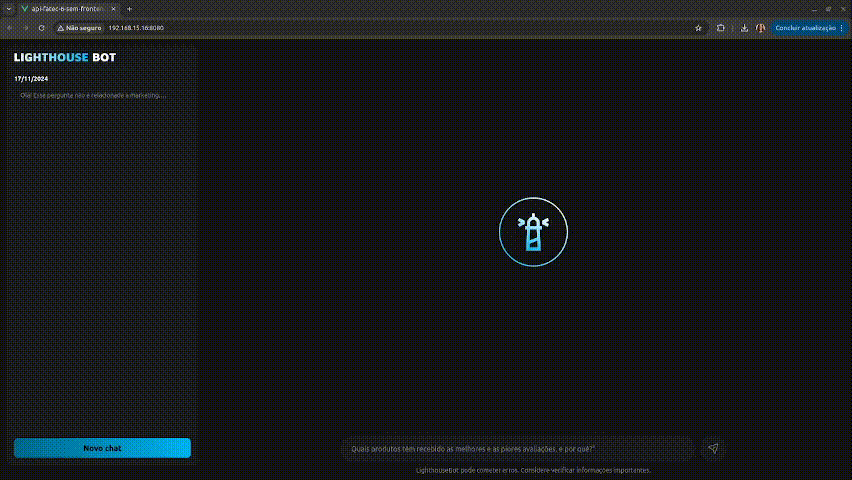 api-fatec-6-sem-fronten
Não seguro 192.168.15.16:8080
Concluir atualização
LIGHTHOUSE BOT
17/11/2024
Olá! Essa pergunta não é relacionada a marketing....
Novo chat
Quais produtos têm recebido as melhores e as piores avaliações, e por quê?"
LighthouseBot pode cometer erros. Considere verificar informações importantes.